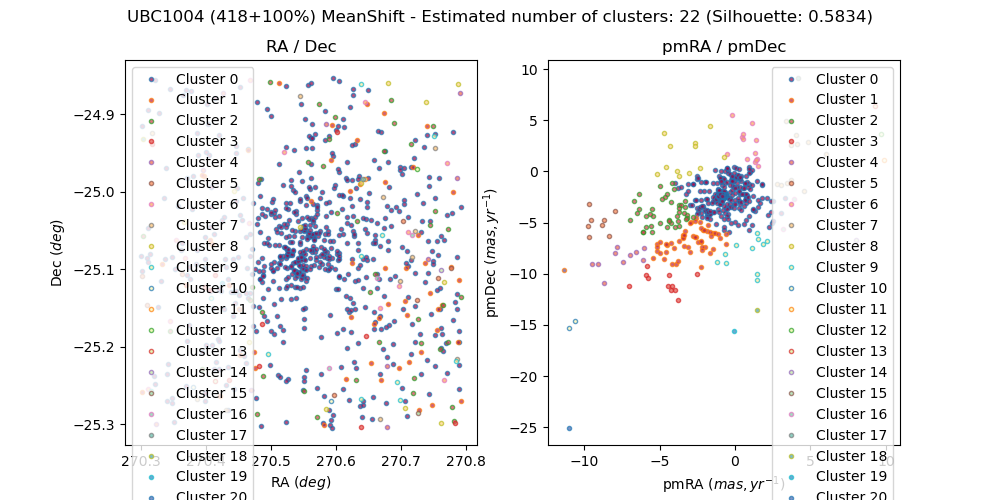 UBC1004 (418+100%) MeanShift - Estimated number of clusters: 22 (Silhouette: 0.5834)
RA / Dec
−24.9
−25.0
−25.1
−25.2
−25.3
Dec (deg)
270.3
270.4
270.5
270.6
270.7
270.8
RA (deg)
Cluster 0
Cluster 1
Cluster 2
Cluster 3
Cluster 4
Cluster 5
Cluster 6
Cluster 7
Cluster 8
Cluster 9
Cluster 10
Cluster 11
Cluster 12
Cluster 13
Cluster 14
Cluster 15
Cluster 16
Cluster 17
Cluster 18
Cluster 19
Cluster 20
pmRA / pmDec
10
5
0
−5
−10
−15
−20
−25
pmDec (mas, yr⁻¹)
−10
−5
0
5
10
pmRA (mas, yr⁻¹)
Cluster 0
Cluster 1
Cluster 2
Cluster 3
Cluster 4
Cluster 5
Cluster 6
Cluster 7
Cluster 8
Cluster 9
Cluster 10
Cluster 11
Cluster 12
Cluster 13
Cluster 14
Cluster 15
Cluster 16
Cluster 17
Cluster 18
Cluster 19
Cluster 20